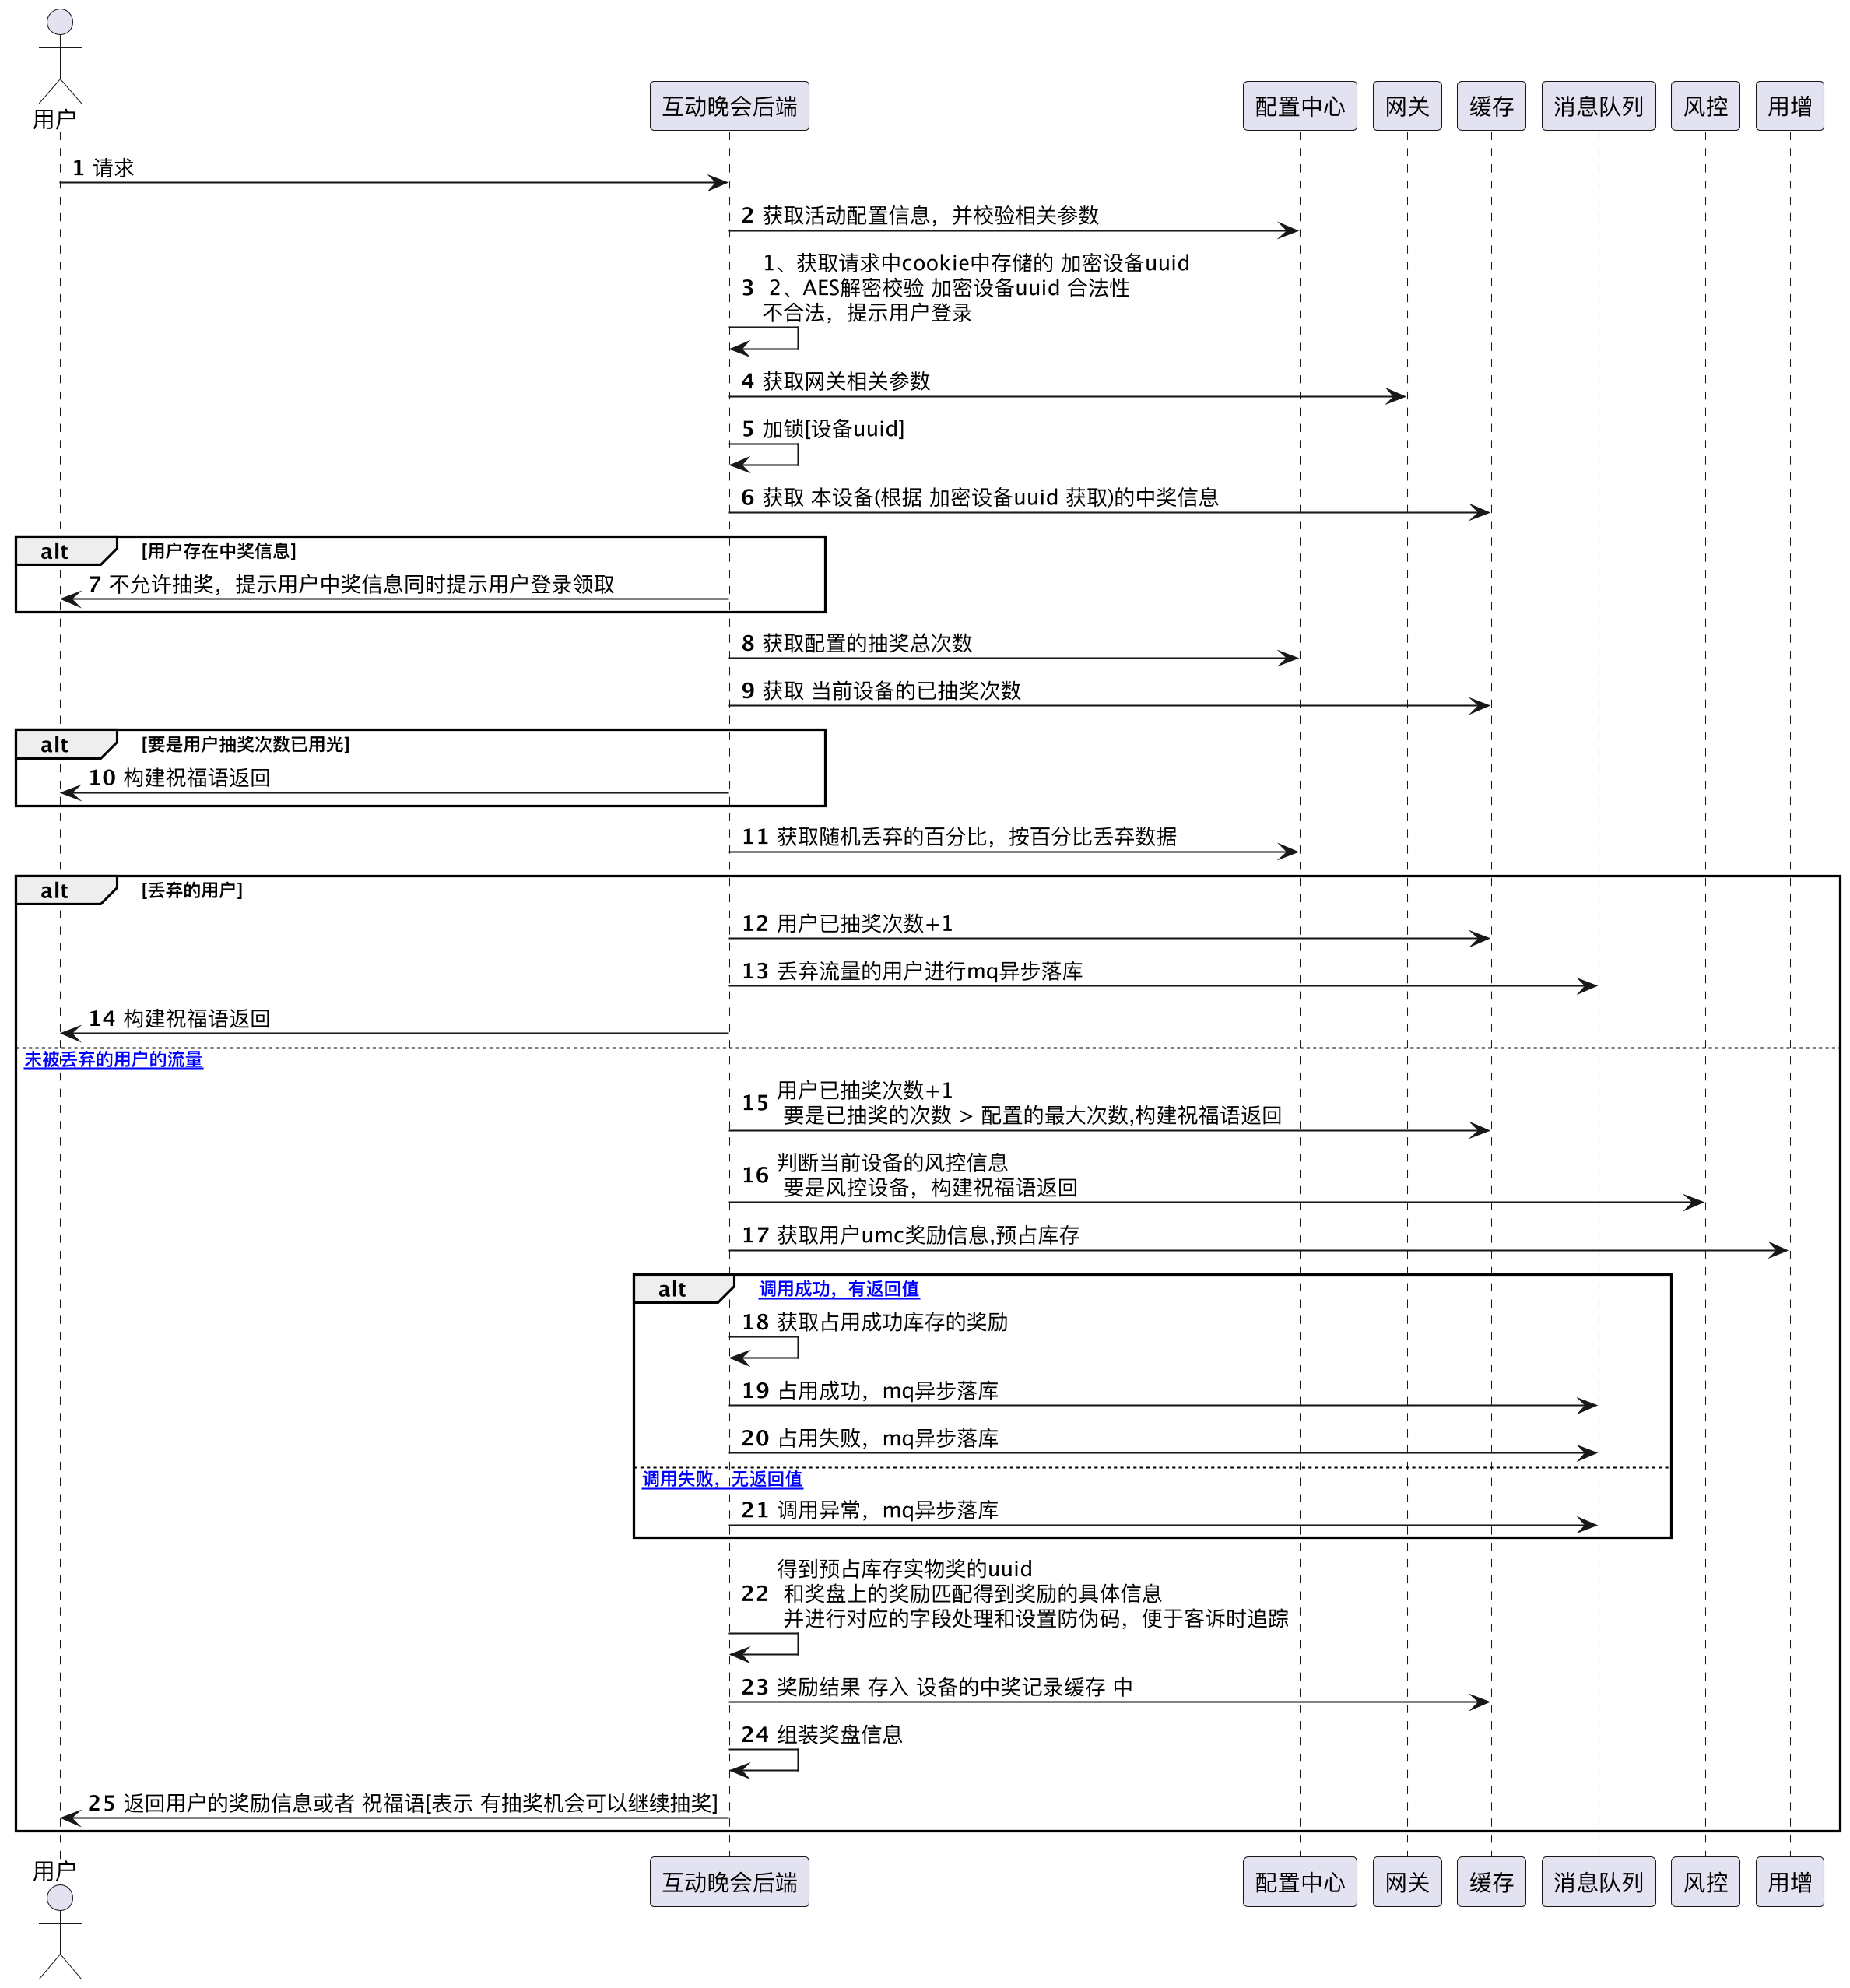 用户
互动晚会后端
配置中心
网关
缓存
消息队列
风控
用增
1 请求
2 获取活动配置信息，并校验相关参数
1、获取请求中cookie中存储的 加密设备uuid
3 2、AES解密校验 加密设备uuid 合法性
不合法，提示用户登录
4 获取网关相关参数
5 加锁[设备uuid]
6 获取 本设备(根据 加密设备uuid 获取)的中奖信息
alt [用户存在中奖信息]
7 不允许抽奖，提示用户中奖信息同时提示用户登录领取
8 获取配置的抽奖总次数
9 获取 当前设备的已抽奖次数
alt [要是用户抽奖次数已用光]
10 构建祝福语返回
11 获取随机丢弃的百分比，按百分比丢弃数据
alt [丢弃的用户]
12 用户已抽奖次数+1
13 丢弃流量的用户进行mq异步落库
14 构建祝福语返回
未被丢弃的用户的流量
15 用户已抽奖次数+1
要是已抽奖的次数 > 配置的最大次数,构建祝福语返回
16 判断当前设备的风控信息
要是风控设备，构建祝福语返回
17 获取用户umc奖励信息,预占库存
alt 调用成功，有返回值
18 获取占用成功库存的奖励
19 占用成功，mq异步落库
20 占用失败，mq异步落库
调用失败，无返回值
21 调用异常，mq异步落库
得到预占库存实物奖的uuid
22 和奖盘上的奖励匹配得到奖励的具体信息
并进行对应的字段处理和设置防伪码，便于客诉时追踪
23 奖励结果 存入 设备的中奖记录缓存 中
24 组装奖盘信息
25 返回用户的奖励信息或者 祝福语[表示 有抽奖机会可以继续抽奖]
用户
互动晚会后端
配置中心
网关
缓存
消息队列
风控
用增